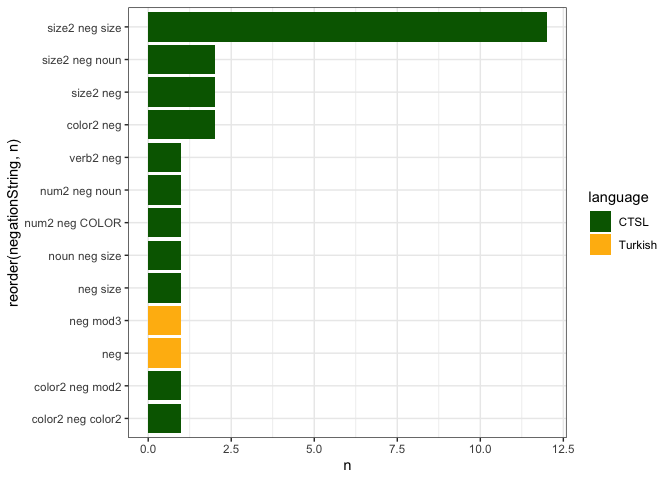 size2 neg size
size2 neg noun
size2 neg
color2 neg
verb2 neg
num2 neg noun
num2 neg COLOR
noun neg size
neg size
neg mod3
neg
color2 neg mod2
color2 neg color2
reorder(negationString, n)
0.0 2.5 5.0 7.5 10.0 12.5
n
language
CTSL
Turkish